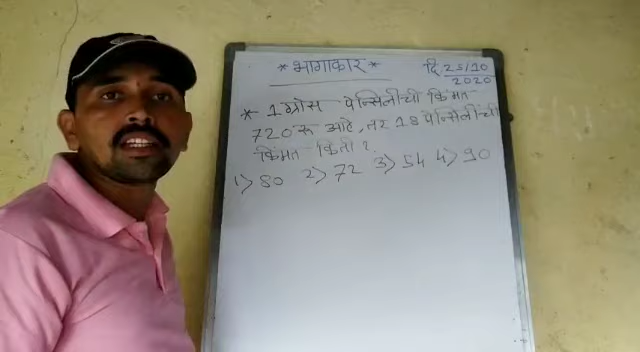 * भागाकार *
दि 25/10
2020
* 1 ग्रोस पेन्सिलींची किंमत
720 रू आहे, तर 18 पेन्सिलींची
किंमत किती?
1) 80 2) 72 3) 54 4) 90